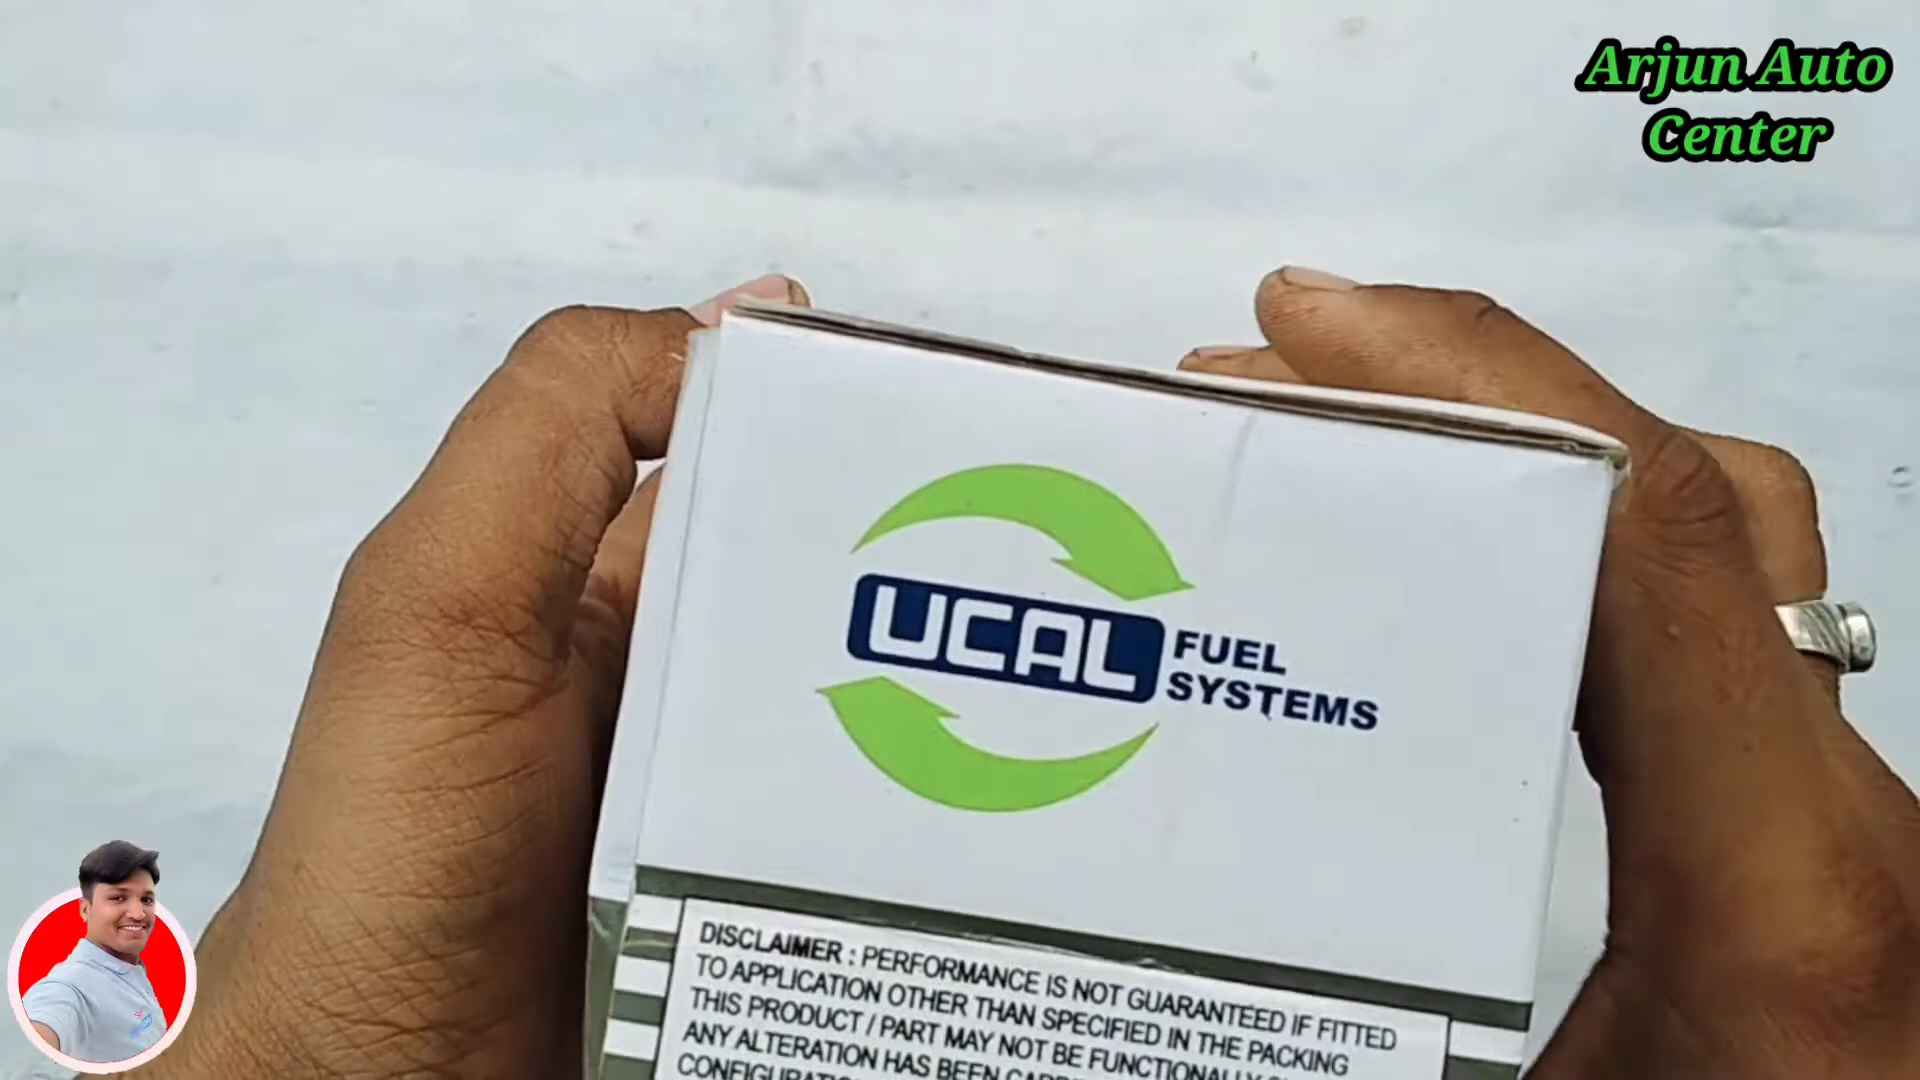 Arjun Auto
Center
UCAL FUEL
SYSTEMS
DISCLAIMER : PERFORMANCE IS NOT GUARANTEED IF FITTED
TO APPLICATION OTHER THAN SPECIFIED IN THE PACKING
THIS PRODUCT / PART MAY NOT BE FUNCTIONALLY
ANY ALTERATION HAS BEEN